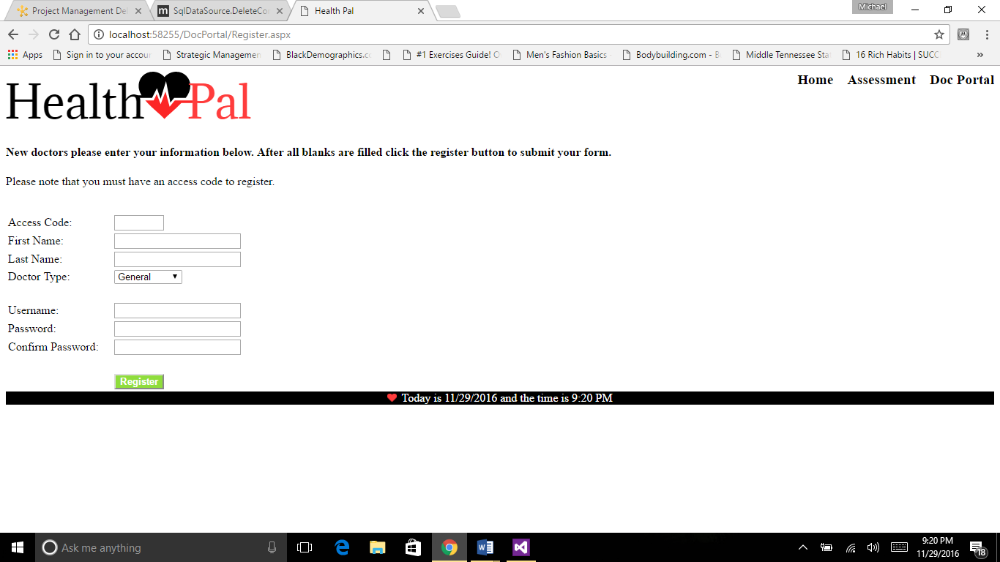 Project Management De
SqlDataSource.DeleteCo
Health Pal
Michael
localhost:58255/DocPortal/Register.aspx
Apps
Sign in to your accour
Strategic Managemen
BlackDemographics.c
#1 Exercises Guide! O
Men's Fashion Basics -
Bodybuilding.com - B
Middle Tennessee Sta
16 Rich Habits | SUCC
»
Health Pal
Home Assessment Doc Portal
New doctors please enter your information below. After all blanks are filled click the register button to submit your form.
Please note that you must have an access code to register.
Access Code:
First Name:
Last Name:
Doctor Type: General
Username:
Password:
Confirm Password:
Register
Today is 11/29/2016 and the time is 9:20 PM
Ask me anything
9:20 PM
11/29/2016
18